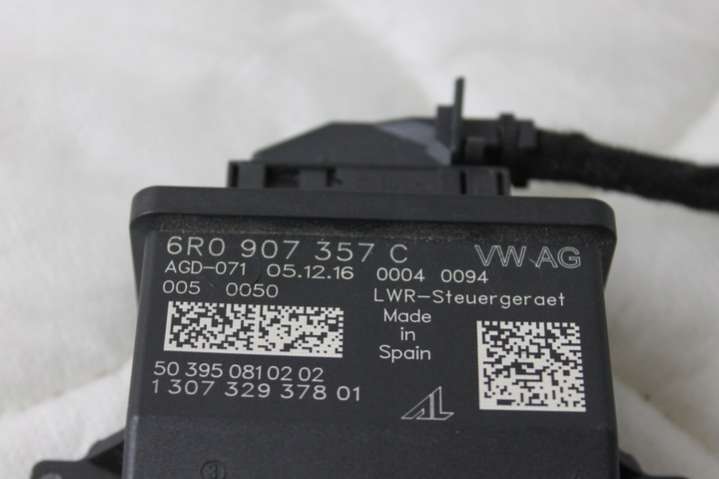 6R0 907 357 C VW AG
AGD-071 05.12.16 0004 0094
005 0050 LWR-Steuergeraet
Made
in
Spain
50 395 081 02 02
1 307 329 378 01
AL